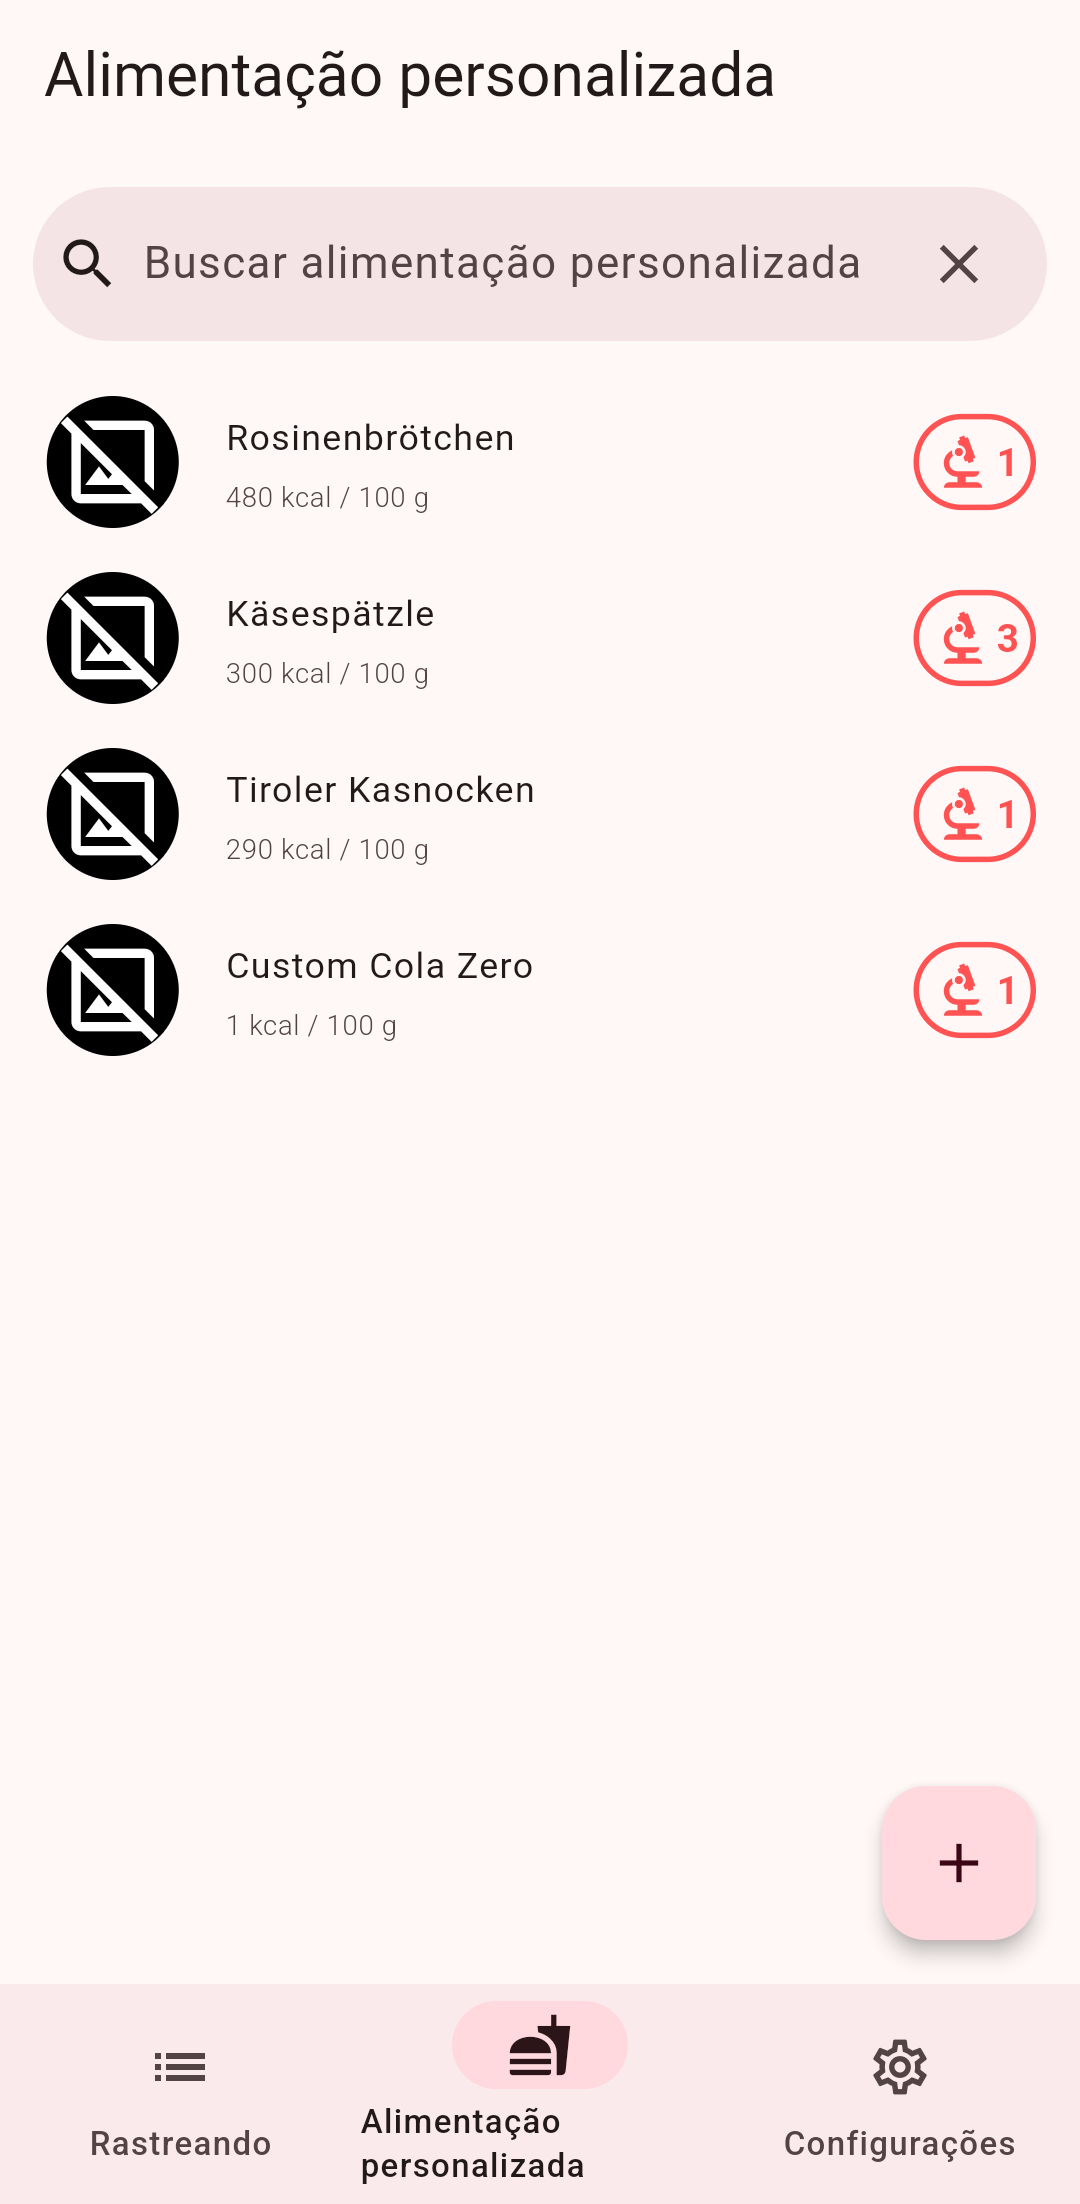 Alimentação personalizada
Buscar alimentação personalizada
Rosinenbrötchen
480 kcal / 100 g
1
Käsespätzle
300 kcal / 100 g
3
Tiroler Kasnocken
290 kcal / 100 g
1
Custom Cola Zero
1 kcal / 100 g
1
Rastreando
Alimentação
personalizada
Configurações